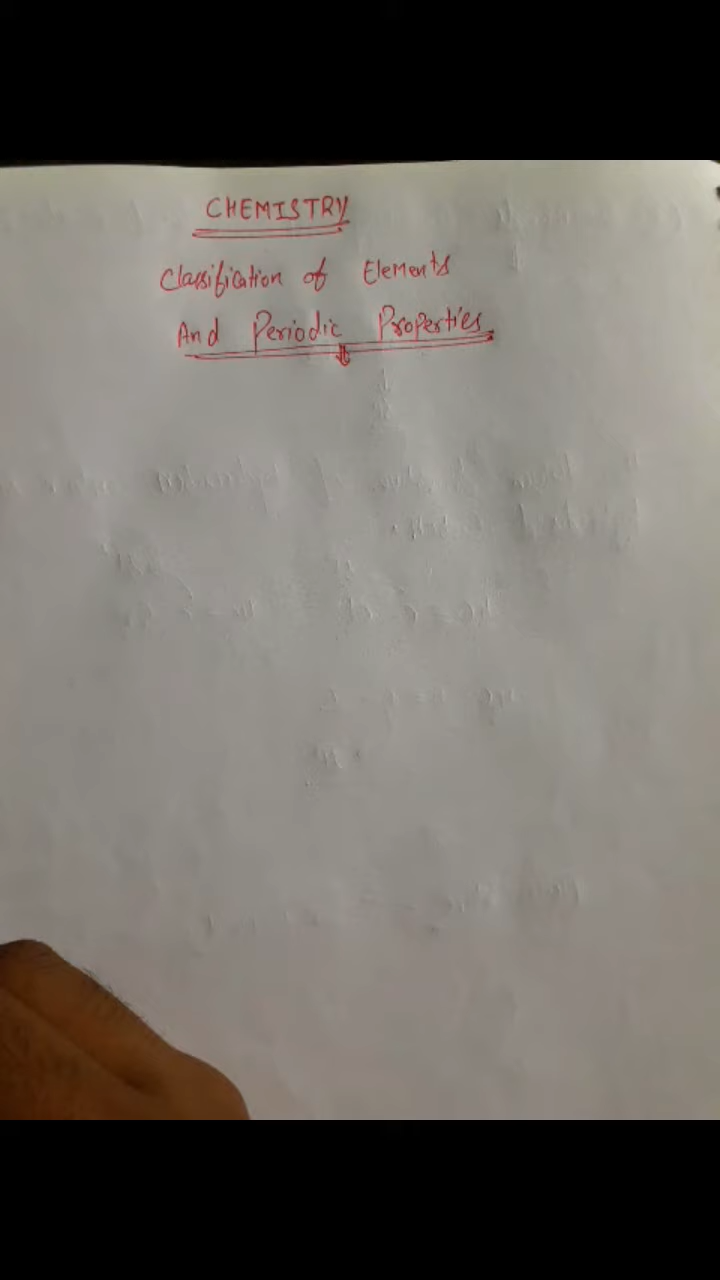 CHEMISTRY
Classification of Elements
And Periodic Properties